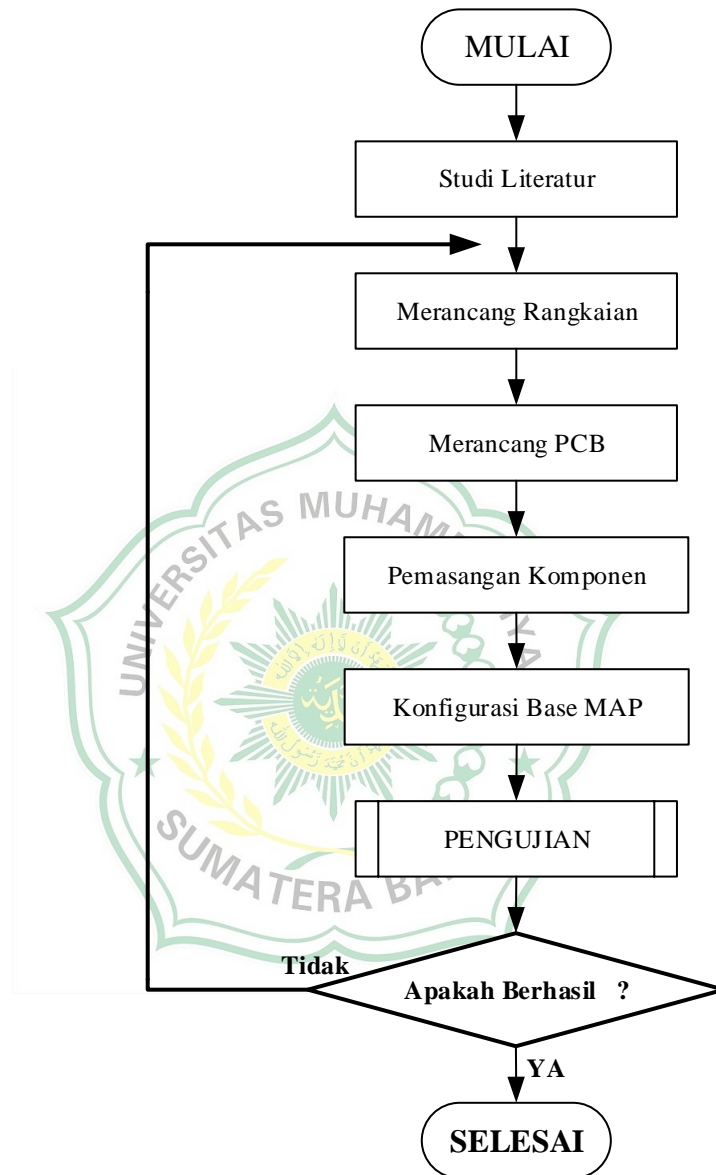 MULAI
Studi Literatur
Merancang Rangkaian
Merancang PCB
UNIVERSITAS MUHAM
YA
Pemasangan Komponen
Konfigurasi Base MAP
PENGUJIAN
SUMATERA BA
Tidak
Apakah Berhasil ?
YA
SELESAI